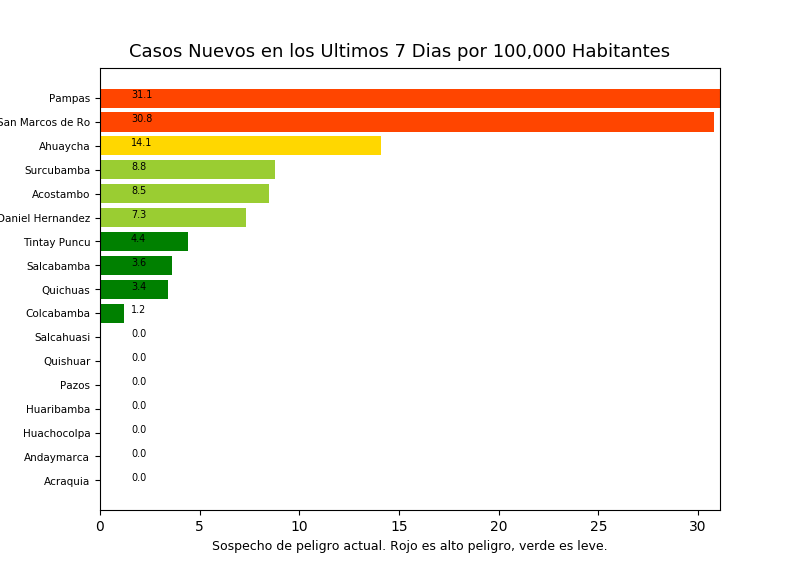 Casos Nuevos en los Ultimos 7 Dias por 100,000 Habitantes
Pampas 31.1
San Marcos de Ro 30.8
Ahuaycha 14.1
Surcubamba 8.8
Acostambo 8.5
Daniel Hernandez 7.3
Tintay Puncu 4.4
Salcabamba 3.6
Quichuas 3.4
Colcabamba 1.2
Salcahuasi 0.0
Quishuar 0.0
Pazos 0.0
Huaribamba 0.0
Huachocolpa 0.0
Andaymarca 0.0
Acraquia 0.0
0 5 10 15 20 25 30
Sospecho de peligro actual. Rojo es alto peligro, verde es leve.